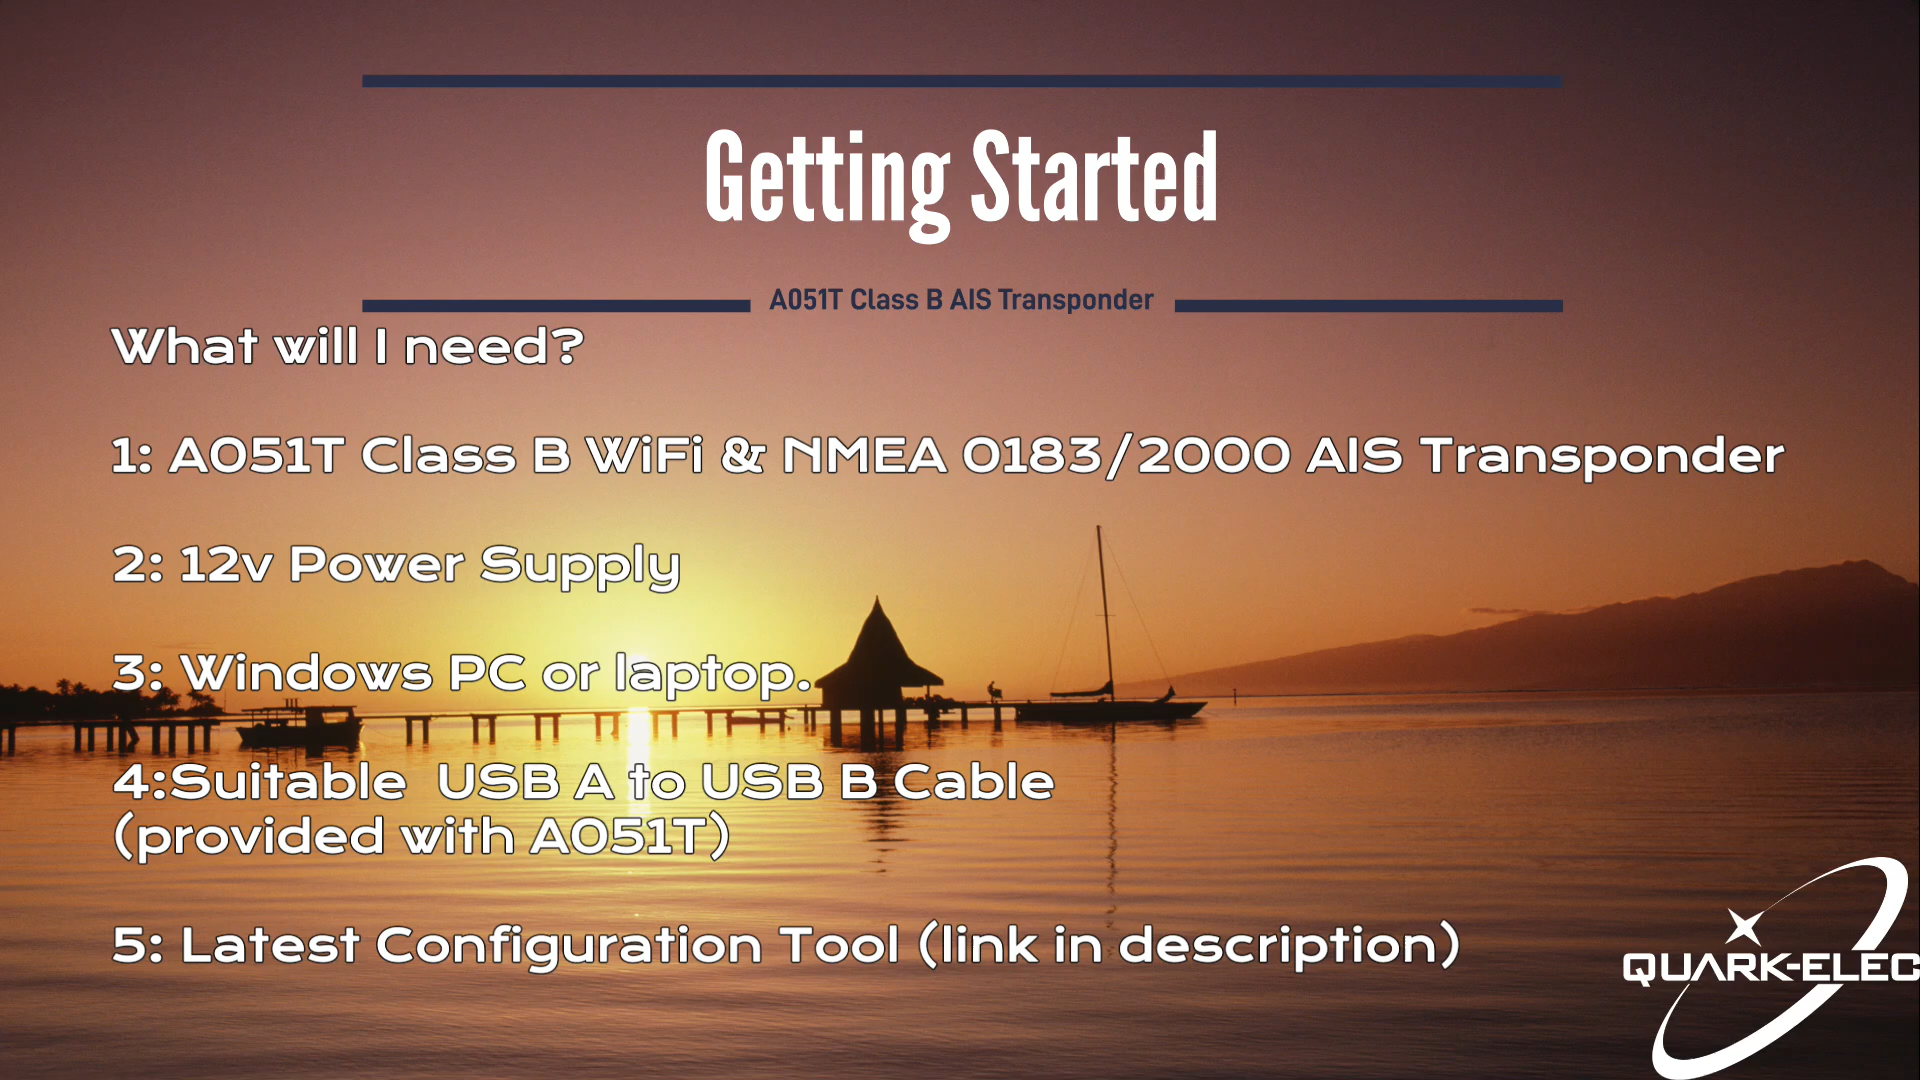 Getting Started
A051T Class B AIS Transponder
What will I need?
1: A051T Class B WiFi & NMEA 0183/2000 AIS Transponder
2: 12v Power Supply
3: Windows PC or laptop.
4:Suitable  USB A to USB B Cable
(provided with A051T)
5: Latest Configuration Tool (link in description)
QUARK-ELEC